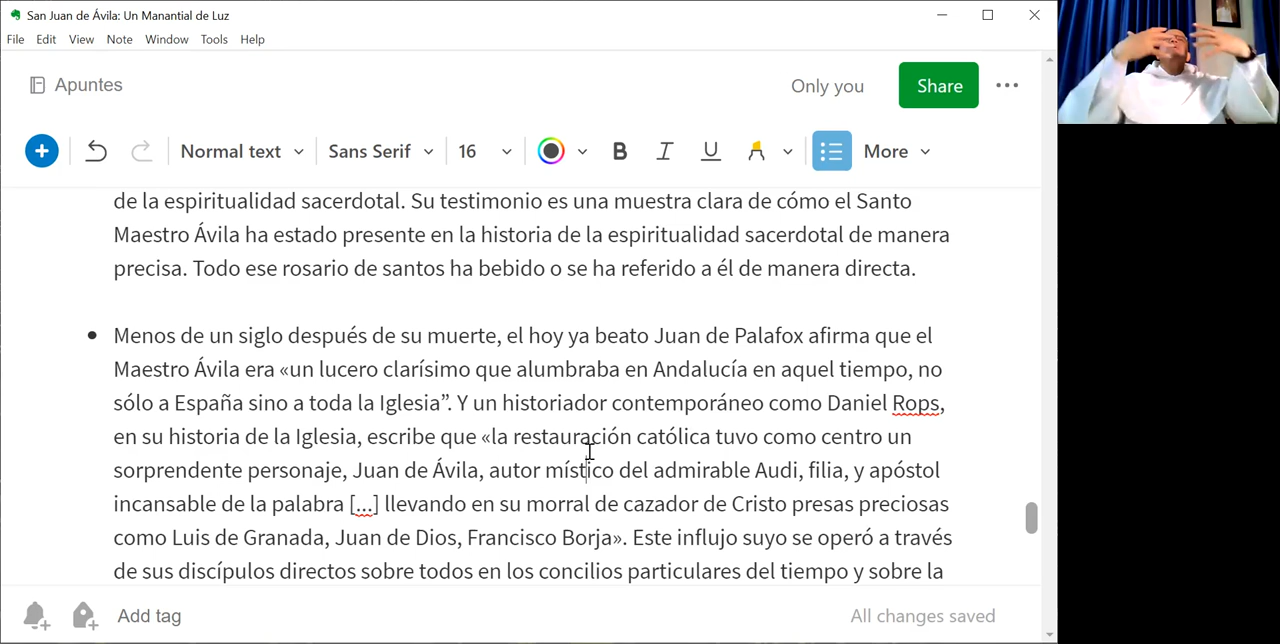 San Juan de Ávila: Un Manantial de Luz
File Edit View Note Window Tools Help
Apuntes Only you Share
Normal text Sans Serif 16 B I U More
de la espiritualidad sacerdotal. Su testimonio es una muestra clara de cómo el Santo
Maestro Ávila ha estado presente en la historia de la espiritualidad sacerdotal de manera
precisa. Todo ese rosario de santos ha bebido o se ha referido a él de manera directa.
• Menos de un siglo después de su muerte, el hoy ya beato Juan de Palafox afirma que el
Maestro Ávila era «un lucero clarísimo que alumbraba en Andalucía en aquel tiempo, no
sólo a España sino a toda la Iglesia”. Y un historiador contemporáneo como Daniel Rops,
en su historia de la Iglesia, escribe que «la restauración católica tuvo como centro un
sorprendente personaje, Juan de Ávila, autor místico del admirable Audi, filia, y apóstol
incansable de la palabra [...] llevando en su morral de cazador de Cristo presas preciosas
como Luis de Granada, Juan de Dios, Francisco Borja». Este influjo suyo se operó a través
de sus discípulos directos sobre todos en los concilios particulares del tiempo y sobre la
Add tag All changes saved